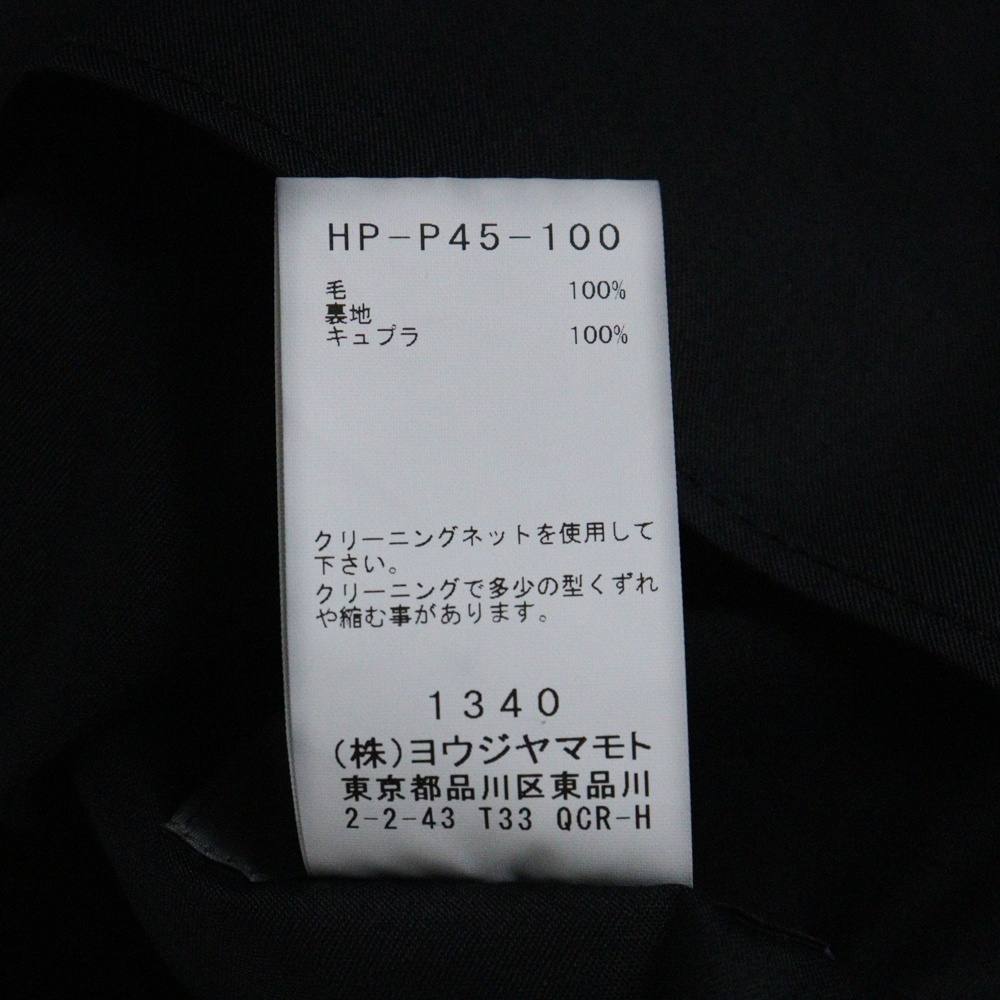 HP-P45-100
毛 100%
裏地
キュプラ 100%
クリーニングネットを使用して
下さい。
クリーニングで多少の型くずれ
や縮む事があります。
1340
(株)ヨウジヤマモト
東京都品川区東品川
2-2-43 T33 QCR-H